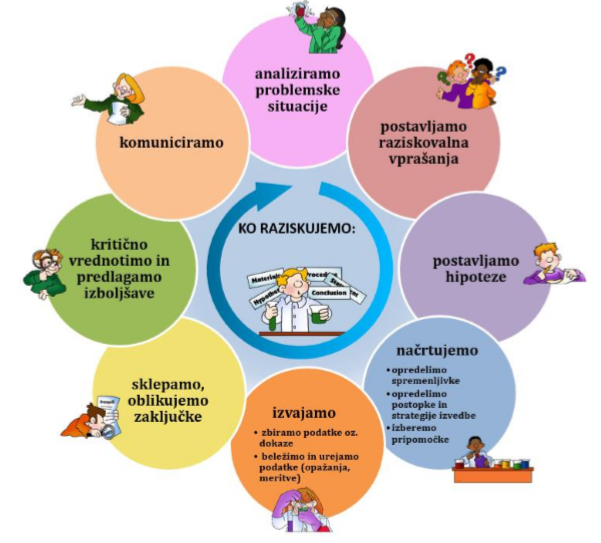 analiziramo
problemske
situacije
postavljamo
raziskovalna
vprašanja
postavljamo
hipoteze
načrtujemo
• opredelimo
spremenljivke
• opredelimo
postopke in
strategije izvedbe
• izberemo
pripomočke
izvajamo
• zbiramo podatke oz.
dokaze
• beležimo in urejamo
podatke (opažanja,
meritve)
sklepamo,
oblikujemo
zaključke
kritično
vrednotimo in
predlagamo
izboljšave
komuniciramo
KO RAZISKUJEMO:
Conclusion